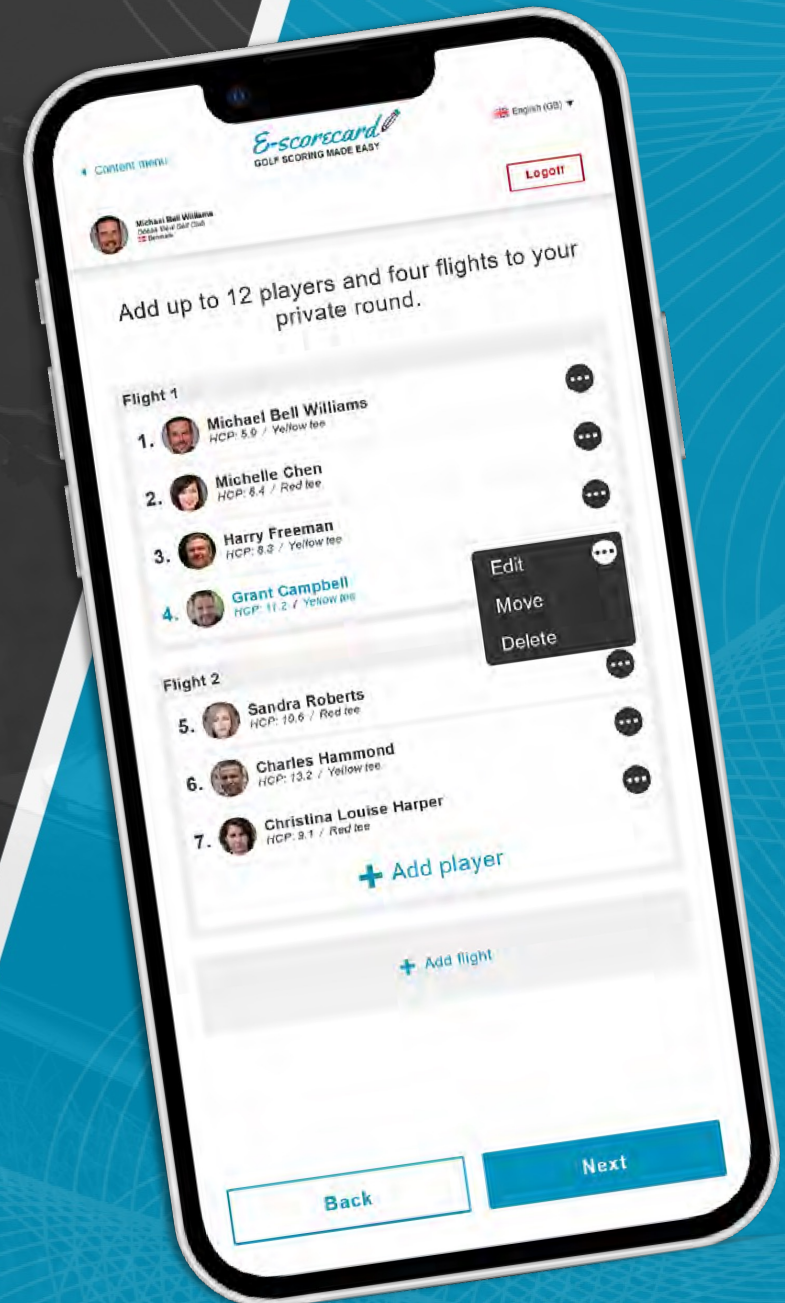 Content menu
E-scorecard
GOLF SCORING MADE EASY
English (GB)
Logoff
Michael Bell Williams
Ocean View Golf Club
Denmark
Add up to 12 players and four flights to your
private round.
Flight 1
1. Michael Bell Williams
HCP: 5.9 / Yellow tee
2. Michelle Chen
HCP: 6.4 / Red tee
3. Harry Freeman
HCP: 8.3 / Yellow tee
4. Grant Campbell
HCP: 11.2 / Yellow tee
Edit
Move
Delete
Flight 2
5. Sandra Roberts
HCP: 10.6 / Red tee
6. Charles Hammond
HCP: 13.2 / Yellow tee
7. Christina Louise Harper
HCP: 9.1 / Red tee
+ Add player
+ Add flight
Back
Next